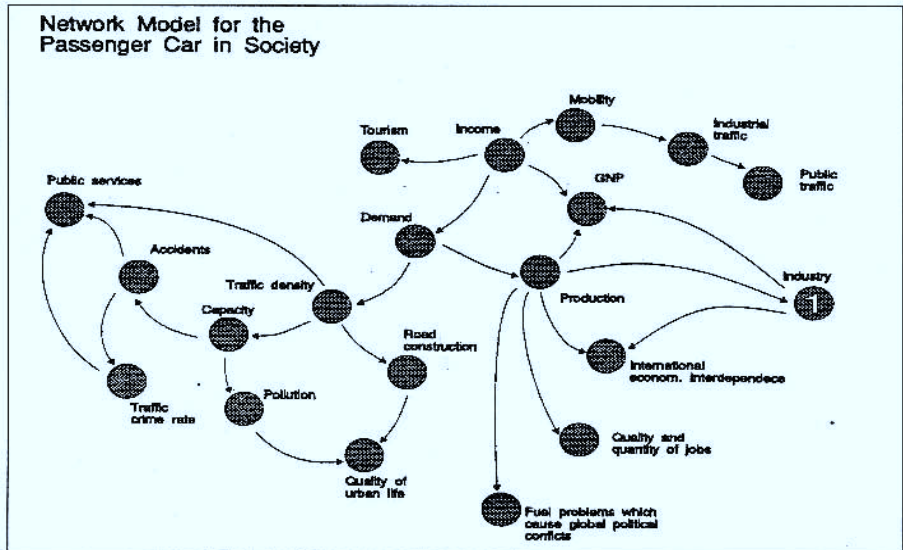 Network Model for the
Passenger Car in Society
Mobility
Tourism
Income
Industrial
traffic
Public services
GNP
Public
traffic
Demand
Accidents
Traffic density
Industry
1
Production
Capacity
Road
construction
International
econom. Interdependece
Traffic
crime rate
Pollution
Quality and
quantity of jobs
Quality of
urban life
Fuel problems which
cause global political
conflicts